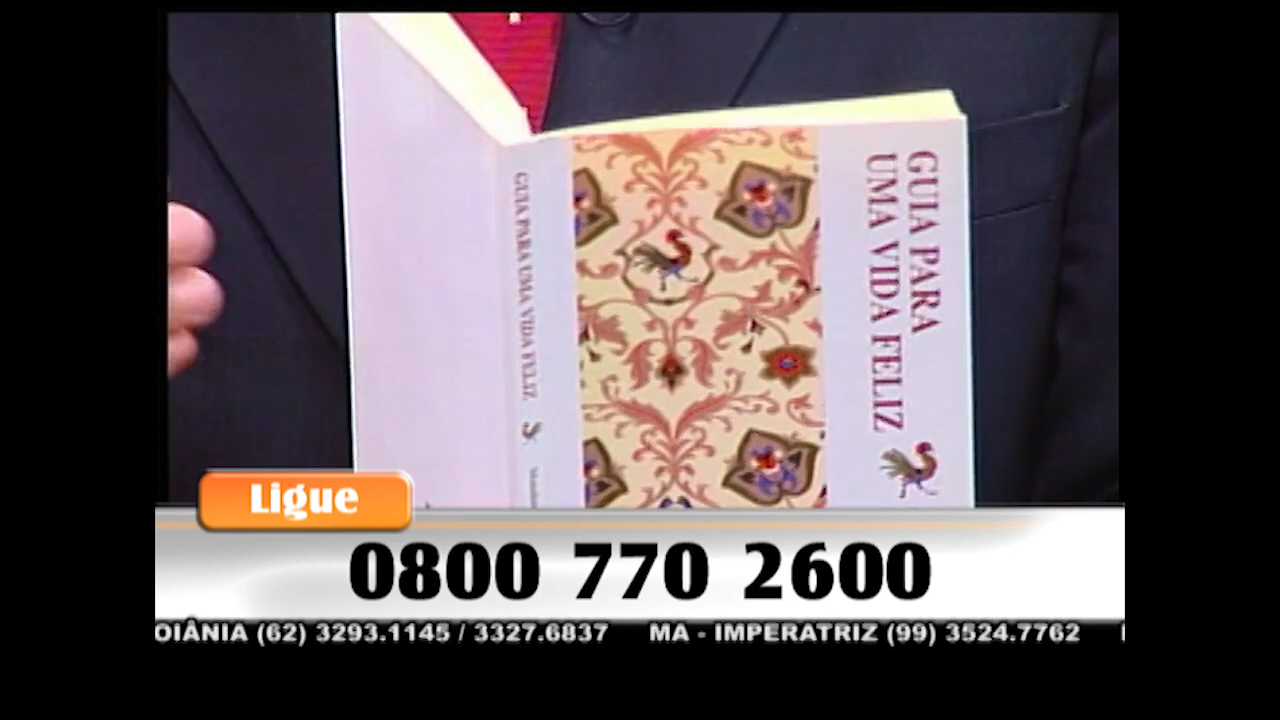 GUIA PARA
UMA VIDA FELIZ
GUIA PARA UMA VIDA FELIZ
Ligue
0800 770 2600
OIÂNIA (62) 3293.1145 / 3327.6837 MA - IMPERATRIZ (99) 3524.7762